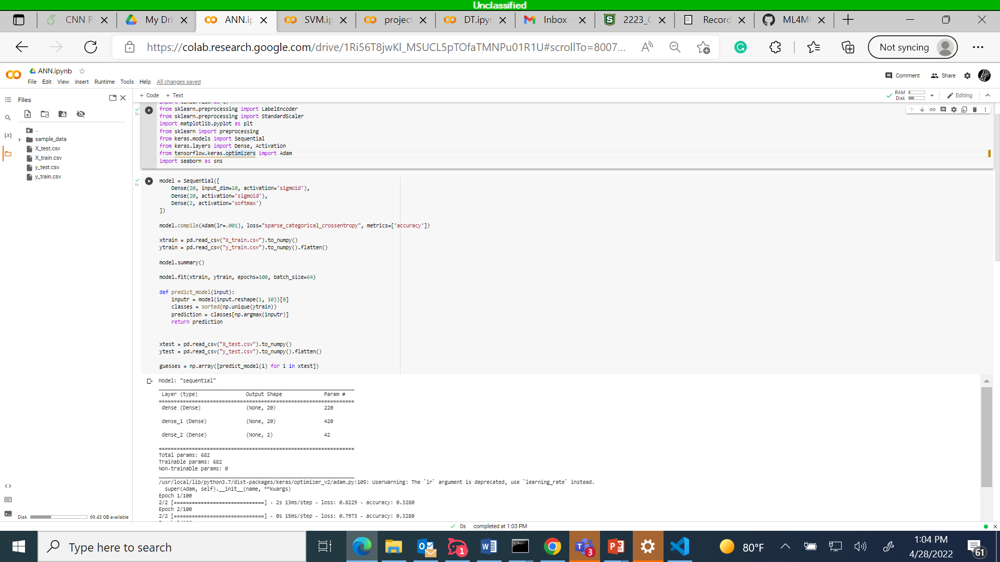 Unclassified
CNN P
My Dri
ANN.ip
SVM.ip
project
DT.ipyn
Inbox -
2223_C
Record
ML4MI
https://colab.research.google.com/drive/1Ri56T8jwKl_MSUCL5pTOfaTMNPu01R1U#scrollTo=8007...
Not syncing
ANN.ipynb
File Edit View Insert Runtime Tools Help All changes saved
Comment Share
Files
+ Code + Text
RAM
Disk
Editing
..
sample_data
X_test.csv
X_train.csv
y_test.csv
y_train.csv
{x}
Disk 69.43 GB available
5s
import tensorflow as tf
from sklearn.preprocessing import LabelEncoder
from sklearn.preprocessing import StandardScaler
import matplotlib.pyplot as plt
from sklearn import preprocessing
from keras.models import Sequential
from keras.layers import Dense, Activation
from tensorflow.keras.optimizers import Adam
import seaborn as sns
6s
model = Sequential([
    Dense(20, input_dim=10, activation='sigmoid'),
    Dense(20, activation='sigmoid'),
    Dense(2, activation='softmax')
])
model.compile(Adam(lr=.001), loss="sparse_categorical_crossentropy", metrics=['accuracy'])
xtrain = pd.read_csv("X_train.csv").to_numpy()
ytrain = pd.read_csv("y_train.csv").to_numpy().flatten()
model.summary()
model.fit(xtrain, ytrain, epochs=100, batch_size=64)
def predict_model(input):
    inputr = model(input.reshape(1, 10))[0]
    classes = sorted(np.unique(ytrain))
    prediction = classes[np.argmax(inputr)]
    return prediction
xtest = pd.read_csv("X_test.csv").to_numpy()
ytest = pd.read_csv("y_test.csv").to_numpy().flatten()
guesses = np.array([predict_model(i) for i in xtest])
Model: "sequential"
Layer (type) Output Shape Param #
=================================================================
dense (Dense) (None, 20) 220
dense_1 (Dense) (None, 20) 420
dense_2 (Dense) (None, 2) 42
=================================================================
Total params: 682
Trainable params: 682
Non-trainable params: 0
/usr/local/lib/python3.7/dist-packages/keras/optimizer_v2/adam.py:105: UserWarning: The `lr` argument is deprecated, use `learning_rate` instead.
  super(Adam, self).__init__(name, **kwargs)
Epoch 1/100
2/2 [==============================] - 2s 13ms/step - loss: 0.8229 - accuracy: 0.3280
Epoch 2/100
2/2 [==============================] - 0s 15ms/step - loss: 0.7973 - accuracy: 0.3280
0s completed at 1:03 PM
Type here to search
1
3
80°F
1:04 PM
4/28/2022
61